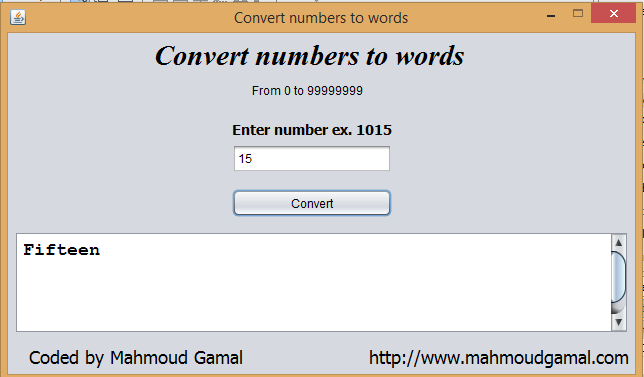 Convert numbers to words
Convert numbers to words
From 0 to 99999999
Enter number ex. 1015
15
Convert
Fifteen
Coded by Mahmoud Gamal http://www.mahmoudgamal.com